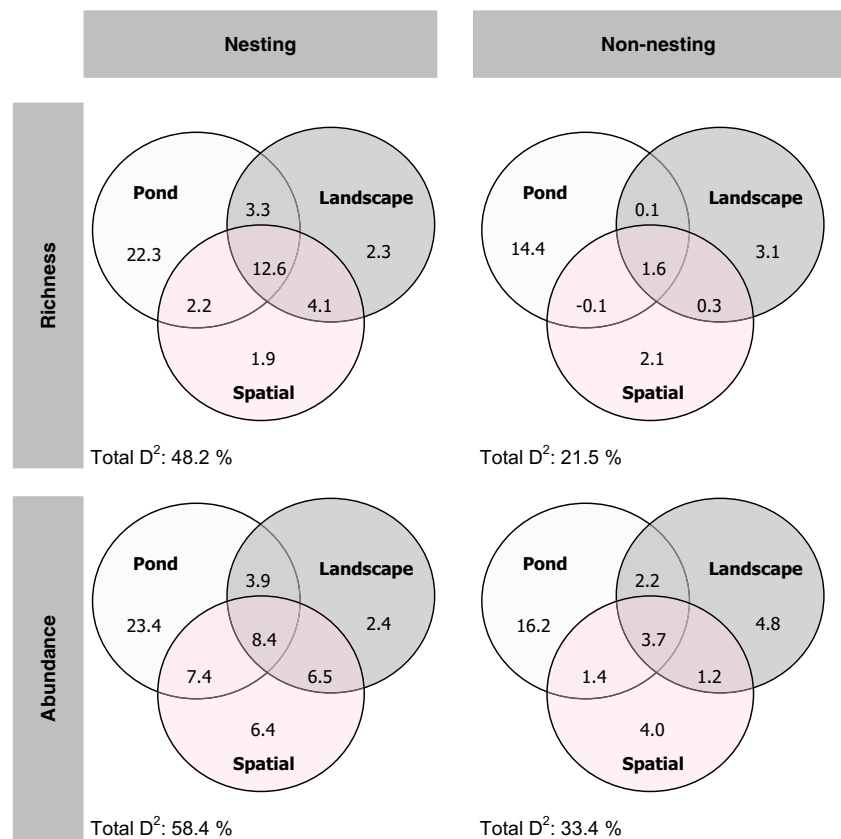 Nesting
Non-nesting
Richness
Pond
Landscape
3.3
22.3
2.3
12.6
2.2
4.1
1.9
Spatial
Total D²: 48.2 %
Pond
Landscape
0.1
14.4
3.1
1.6
-0.1
0.3
2.1
Spatial
Total D²: 21.5 %
Abundance
Pond
Landscape
3.9
23.4
2.4
8.4
7.4
6.5
6.4
Spatial
Total D²: 58.4 %
Pond
Landscape
2.2
16.2
4.8
3.7
1.4
1.2
4.0
Spatial
Total D²: 33.4 %